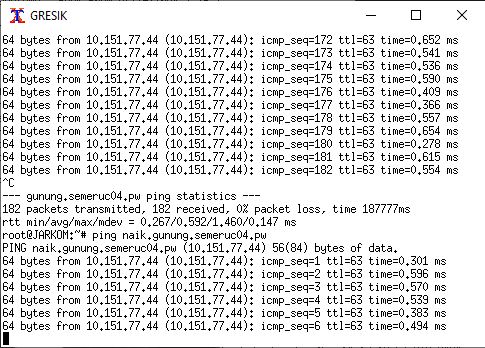 GRESIK
64 bytes from 10.151.77.44 (10.151.77.44): icmp_seq=172 ttl=63 time=0.652 ms
64 bytes from 10.151.77.44 (10.151.77.44): icmp_seq=173 ttl=63 time=0.541 ms
64 bytes from 10.151.77.44 (10.151.77.44): icmp_seq=174 ttl=63 time=0.536 ms
64 bytes from 10.151.77.44 (10.151.77.44): icmp_seq=175 ttl=63 time=0.590 ms
64 bytes from 10.151.77.44 (10.151.77.44): icmp_seq=176 ttl=63 time=0.409 ms
64 bytes from 10.151.77.44 (10.151.77.44): icmp_seq=177 ttl=63 time=0.366 ms
64 bytes from 10.151.77.44 (10.151.77.44): icmp_seq=178 ttl=63 time=0.557 ms
64 bytes from 10.151.77.44 (10.151.77.44): icmp_seq=179 ttl=63 time=0.654 ms
64 bytes from 10.151.77.44 (10.151.77.44): icmp_seq=180 ttl=63 time=0.278 ms
64 bytes from 10.151.77.44 (10.151.77.44): icmp_seq=181 ttl=63 time=0.615 ms
64 bytes from 10.151.77.44 (10.151.77.44): icmp_seq=182 ttl=63 time=0.554 ms
^C
--- gunung.semeruc04.pw ping statistics ---
182 packets transmitted, 182 received, 0% packet loss, time 187777ms
rtt min/avg/max/mdev = 0.267/0.592/1.460/0.147 ms
root@JARKOM:~# ping naik.gunung.semeruc04.pw
PING naik.gunung.semeruc04.pw (10.151.77.44) 56(84) bytes of data.
64 bytes from 10.151.77.44 (10.151.77.44): icmp_seq=1 ttl=63 time=0.301 ms
64 bytes from 10.151.77.44 (10.151.77.44): icmp_seq=2 ttl=63 time=0.596 ms
64 bytes from 10.151.77.44 (10.151.77.44): icmp_seq=3 ttl=63 time=0.570 ms
64 bytes from 10.151.77.44 (10.151.77.44): icmp_seq=4 ttl=63 time=0.539 ms
64 bytes from 10.151.77.44 (10.151.77.44): icmp_seq=5 ttl=63 time=0.383 ms
64 bytes from 10.151.77.44 (10.151.77.44): icmp_seq=6 ttl=63 time=0.494 ms